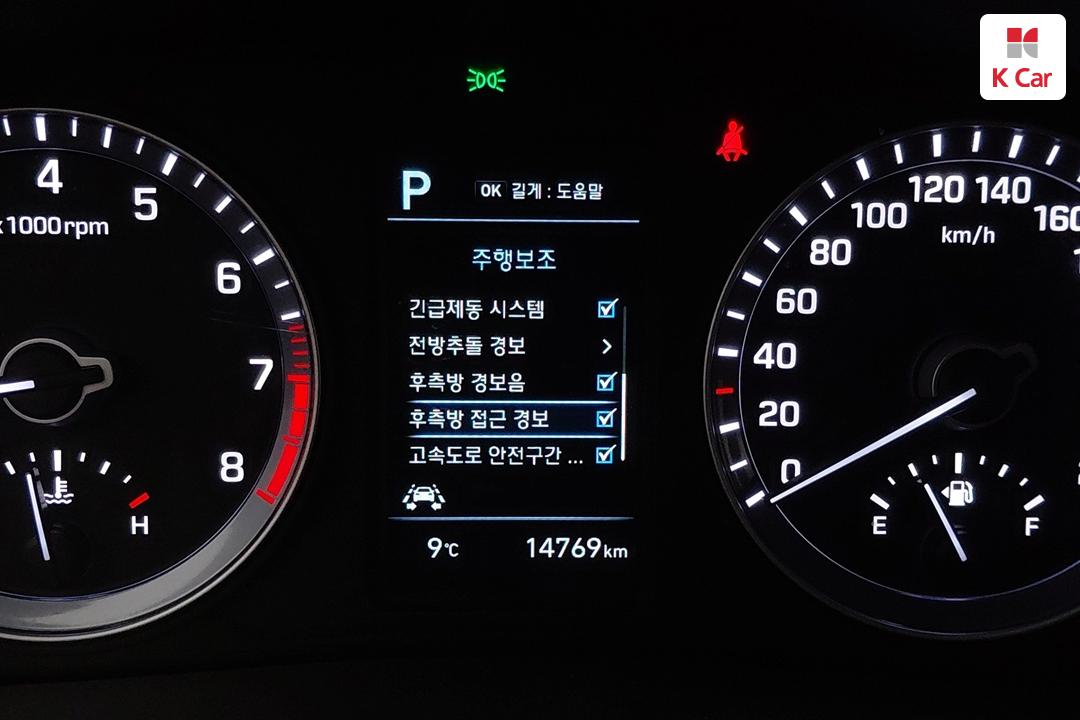 K Car
4
5
6
7
8
x1000rpm
H
P
OK 길게 : 도움말
주행보조
긴급제동 시스템
전방추돌 경보
후측방 경보음
후측방 접근 경보
고속도로 안전구간 ...
9℃
14769km
0
20
40
60
80
100
120
140
160
km/h
E
F